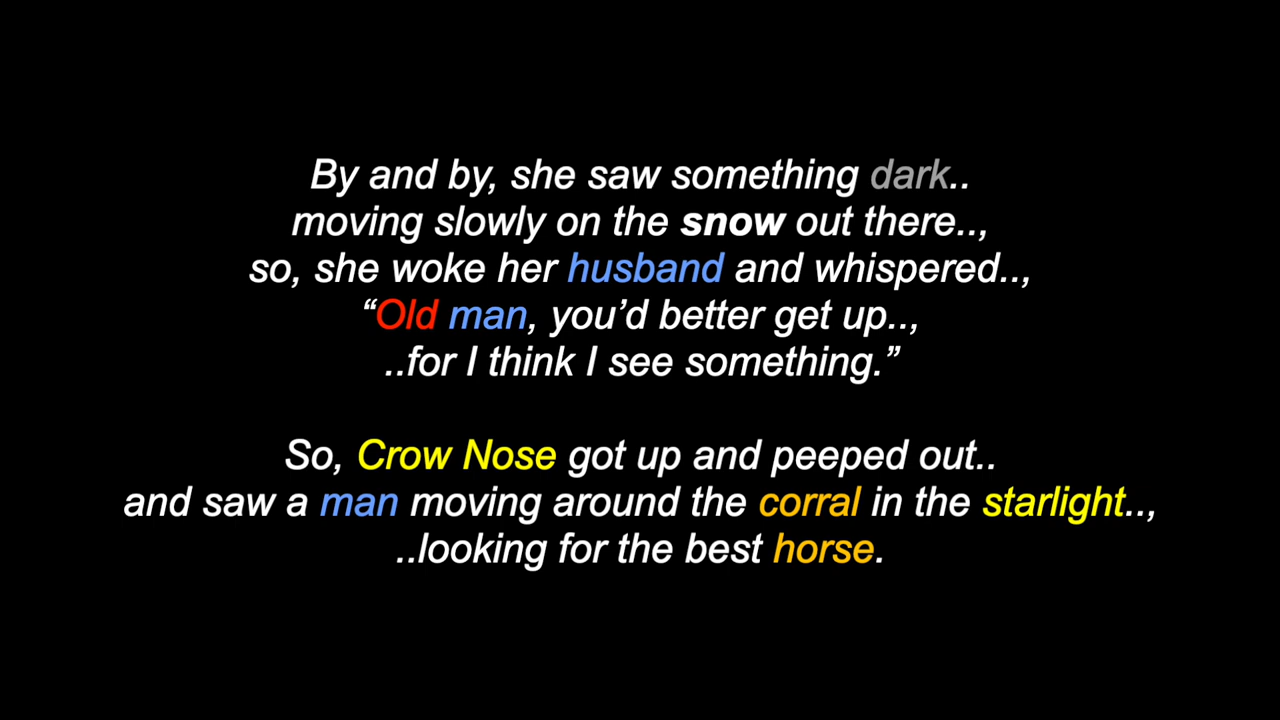 By and by, she saw something dark..
moving slowly on the snow out there..,
so, she woke her husband and whispered..,
“Old man, you’d better get up..,
..for I think I see something.”
So, Crow Nose got up and peeped out..
and saw a man moving around the corral in the starlight..,
..looking for the best horse.